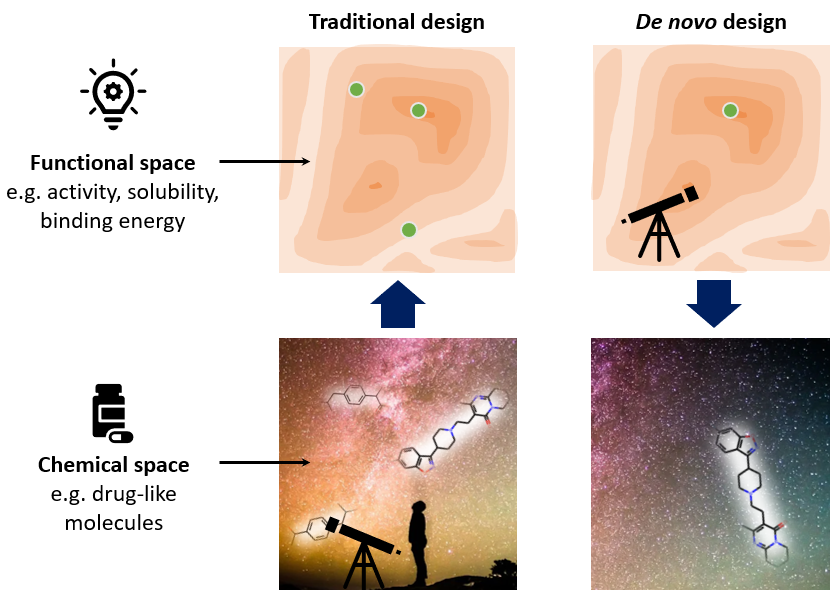 Traditional design
De novo design
Functional space
e.g. activity, solubility,
binding energy
Chemical space
e.g. drug-like
molecules